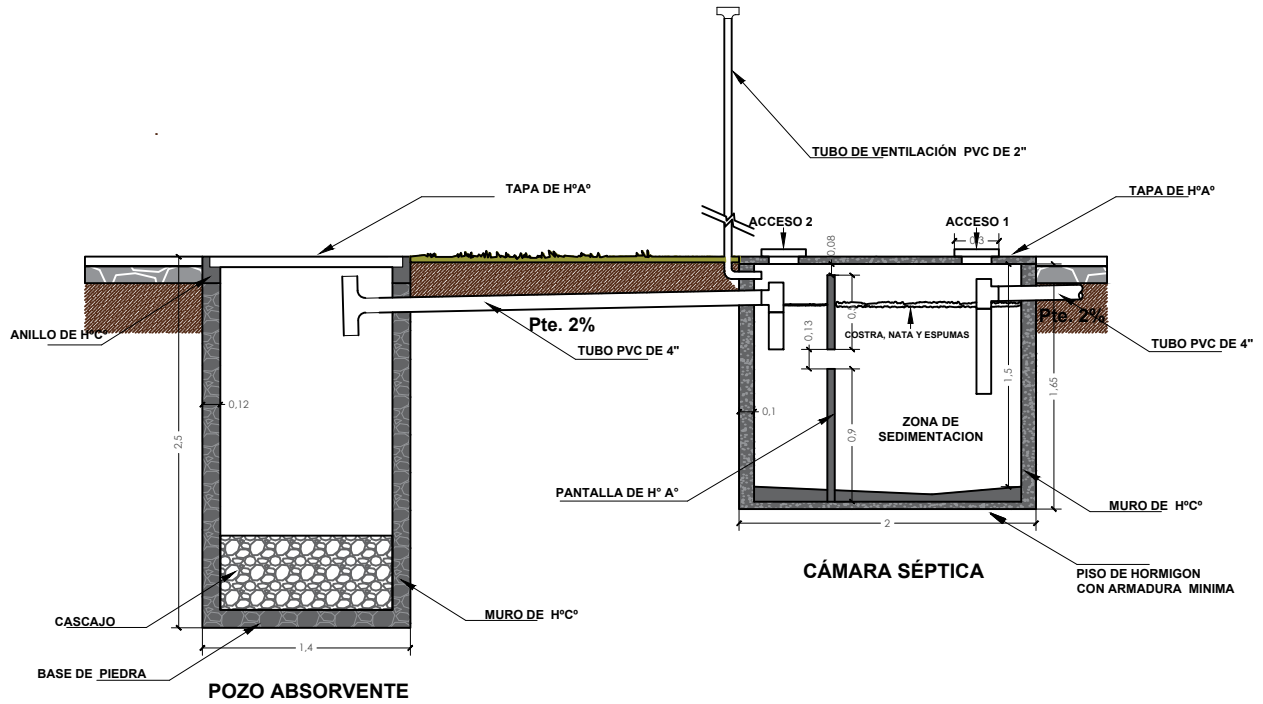 TUBO DE VENTILACIÓN PVC DE 2"
TAPA DE HºAº
TAPA DE HºAº
ACCESO 2
ACCESO 1
0,3
0,08
Pte. 2%
Pte. 2%
ANILLO DE HºCº
TUBO PVC DE 4"
TUBO PVC DE 4"
COSTRA, NATA Y ESPUMAS
0,13
1,5
1,65
0,12
0,1
2,5
0,9
ZONA DE
SEDIMENTACION
PANTALLA DE Hº Aº
MURO DE HºCº
2
CÁMARA SÉPTICA
PISO DE HORMIGON
CON ARMADURA MINIMA
CASCAJO
MURO DE HºCº
1,4
BASE DE PIEDRA
POZO ABSORVENTE